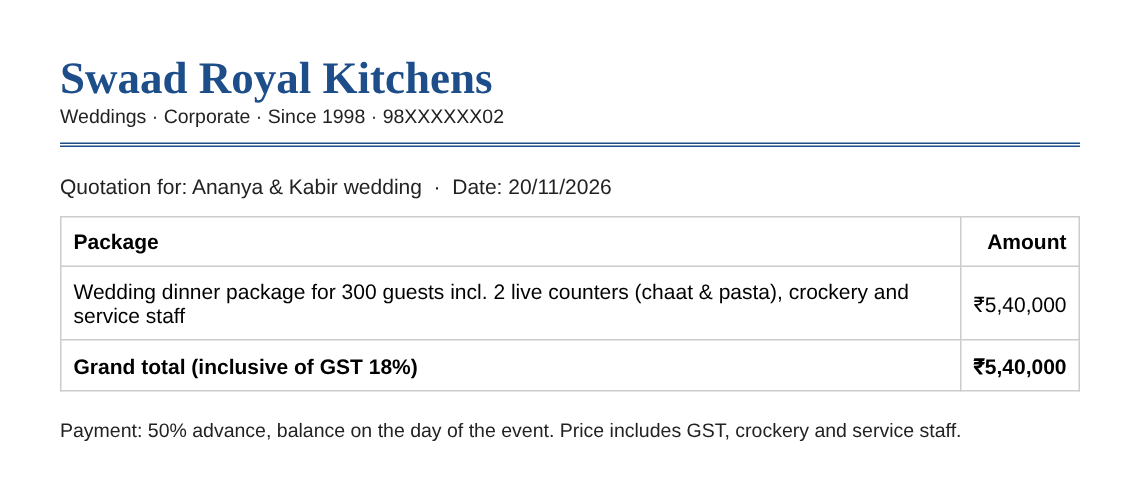 Swaad Royal Kitchens
Weddings · Corporate · Since 1998 · 98XXXXXX02
Quotation for: Ananya & Kabir wedding · Date: 20/11/2026
Package Amount
Wedding dinner package for 300 guests incl. 2 live counters (chaat & pasta), crockery and
service staff ₹5,40,000
Grand total (inclusive of GST 18%) ₹5,40,000
Payment: 50% advance, balance on the day of the event. Price includes GST, crockery and service staff.